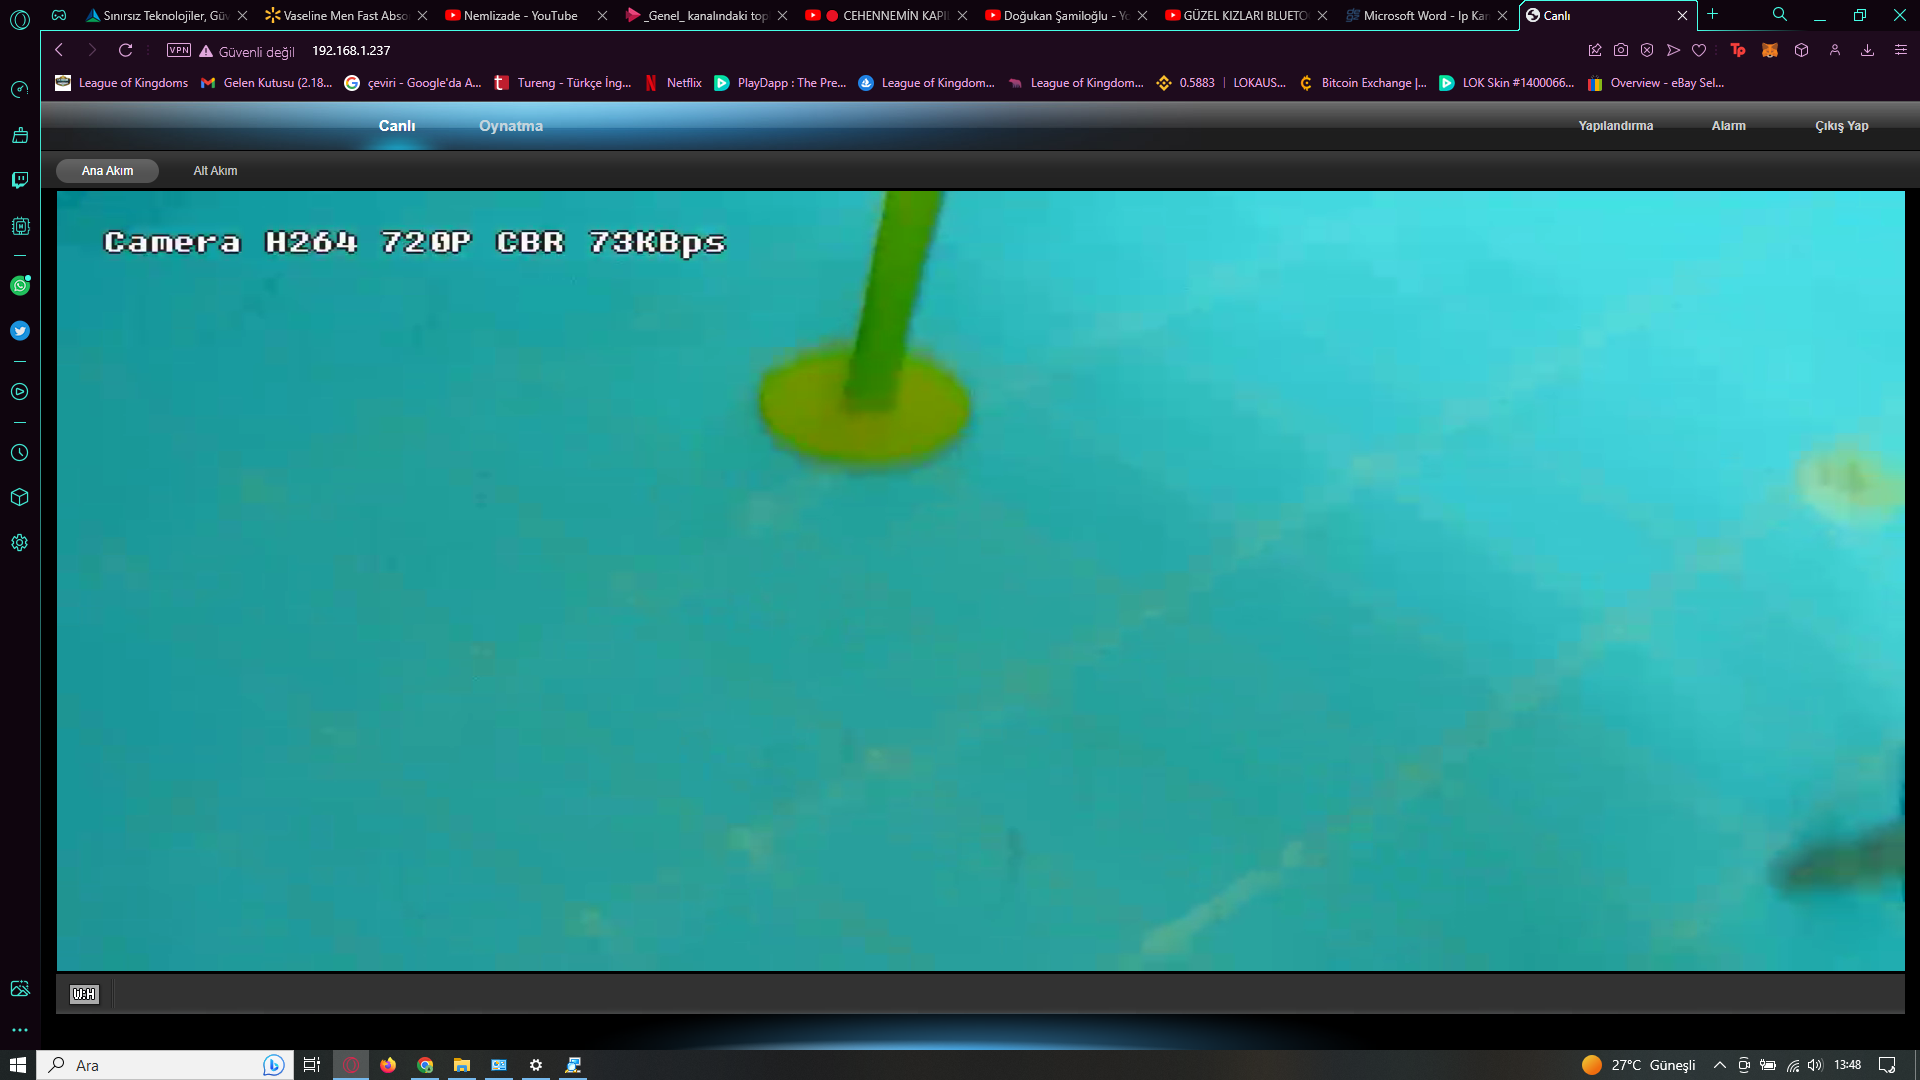 Sınırsız Teknolojiler, Güv
Vaseline Men Fast Abso
Nemlizade - YouTube
_Genel_ kanalındaki top
CEHENNEMİN KAPI
Doğukan Şamiloğlu - Yo
GÜZEL KIZLARI BLUETO
Microsoft Word - Ip Kam
Canlı
VPN
Güvenli değil
192.168.1.237
Tp
League of Kingdoms
Gelen Kutusu (2.18...
çeviri - Google'da A...
Tureng - Türkçe İng...
Netflix
PlayDapp : The Pre...
League of Kingdom...
League of Kingdom...
0.5883 | LOKAUS...
Bitcoin Exchange |...
LOK Skin #1400066...
Overview - eBay Sel...
Canlı
Oynatma
Yapılandırma
Alarm
Çıkış Yap
Ana Akım
Alt Akım
Camera H264 720P CBR 73KBps
W:H
Ara
27°C Güneşli
13:48